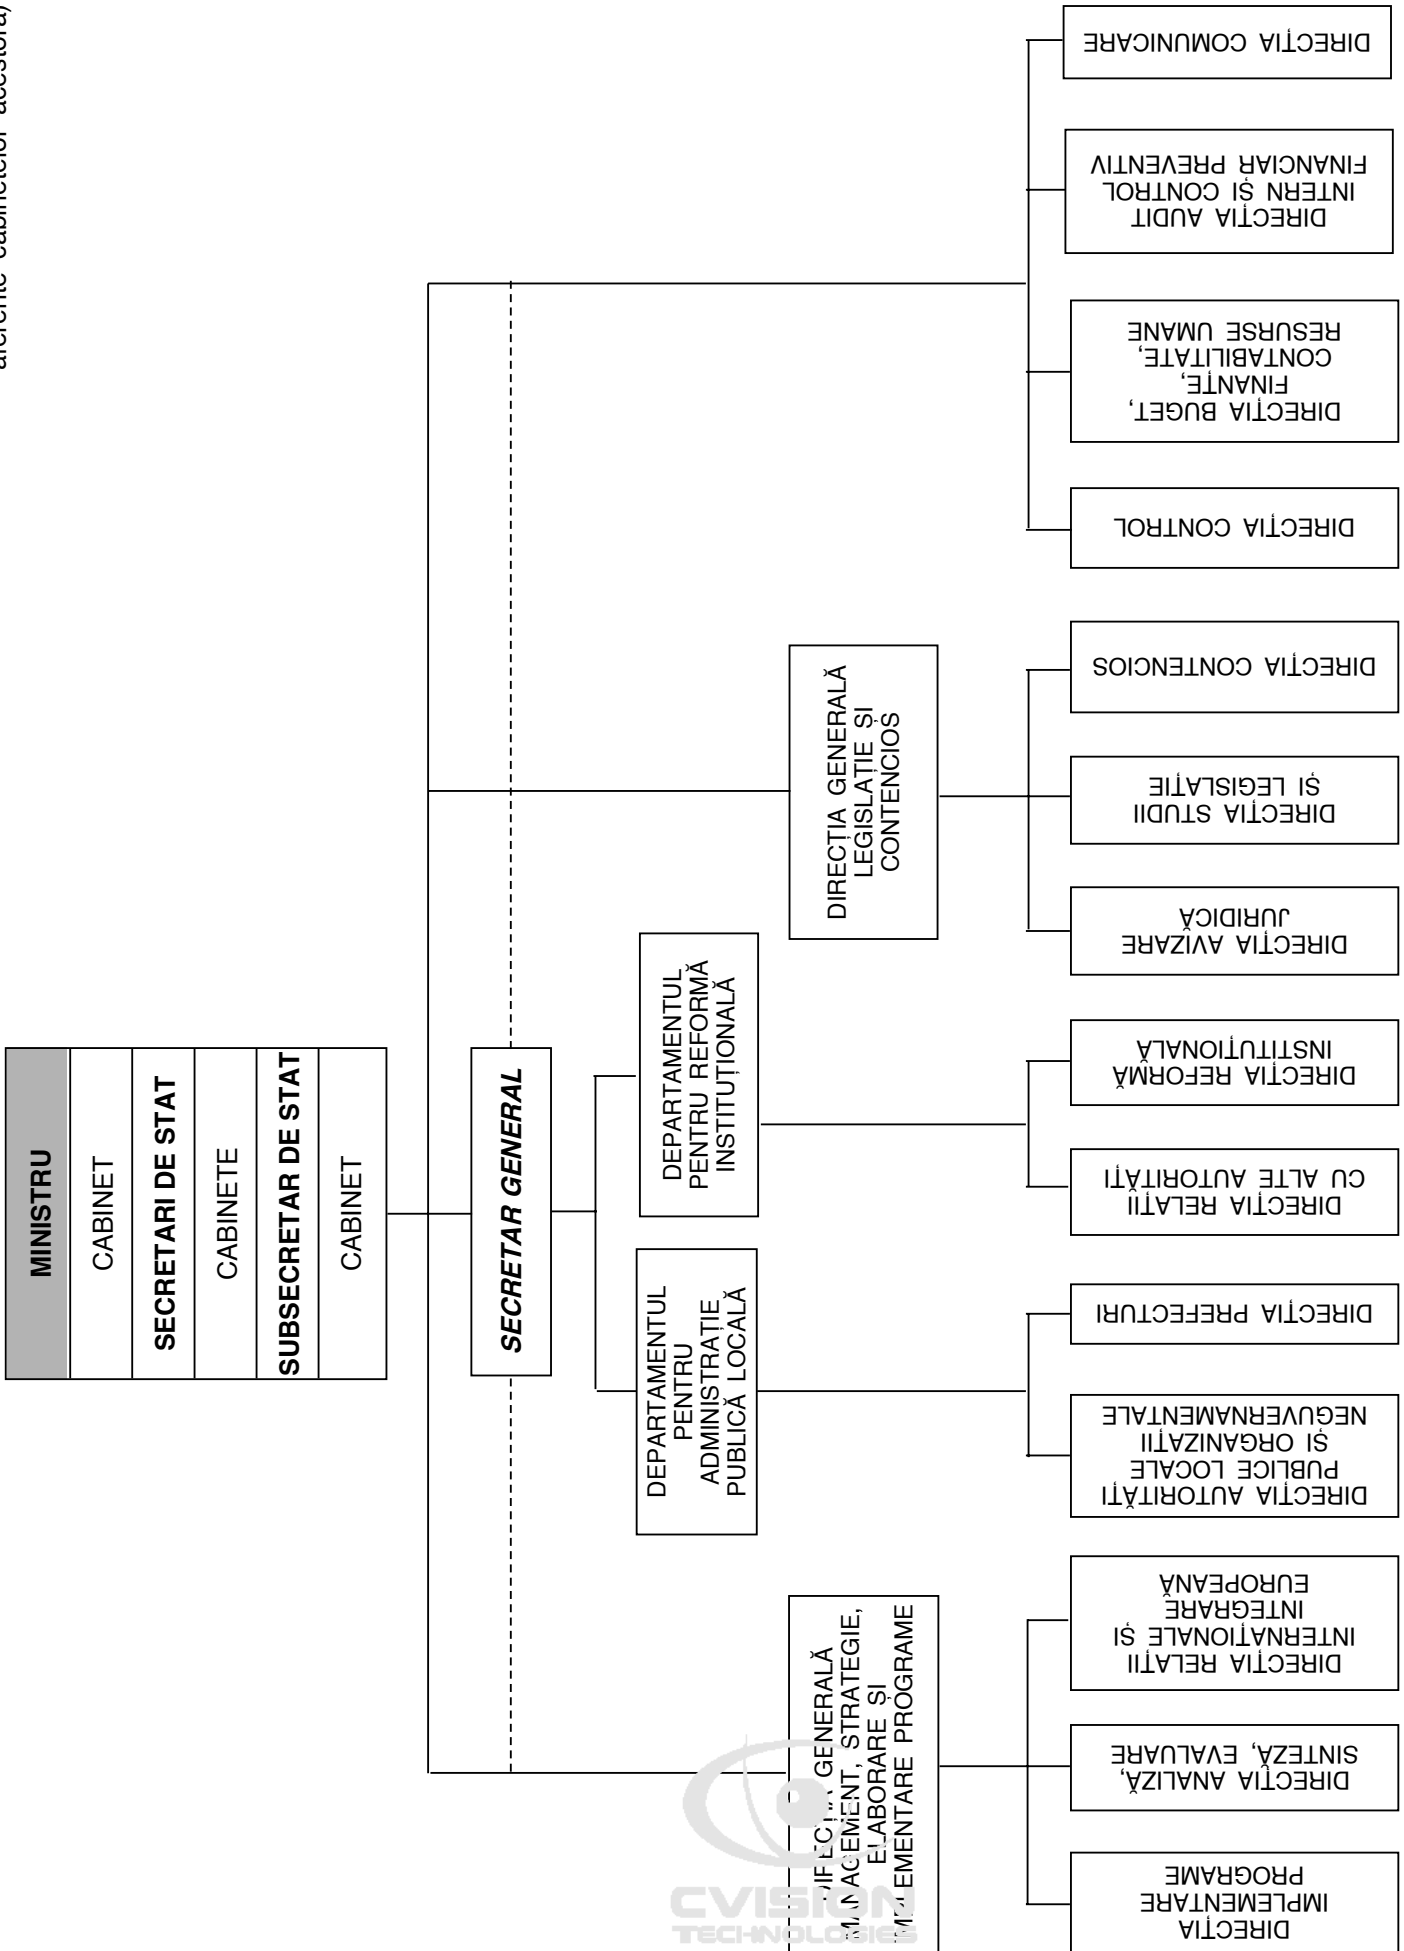 aferente cabinetelor acestora)
MINISTRU
CABINET
SECRETARI DE STAT
CABINETE
SUBSECRETAR DE STAT
CABINET
SECRETAR GENERAL
DIRECȚIA GENERALĂ
MANAGEMENT, STRATEGIE,
ELABORARE ȘI
IMPLEMENTARE PROGRAME
DEPARTAMENTUL
PENTRU
ADMINISTRAȚIE
PUBLICĂ LOCALĂ
DEPARTAMENTUL
PENTRU REFORMĂ
INSTITUȚIONALĂ
DIRECȚIA GENERALĂ
LEGISLAȚIE ȘI
CONTENCIOS
DIRECȚIA
IMPLEMENTARE
PROGRAME
DIRECȚIA ANALIZĂ,
SINTEZĂ, EVALUARE
DIRECȚIA RELAȚII
INTERNAȚIONALE ȘI
INTEGRARE
EUROPEANĂ
DIRECȚIA AUTORITĂȚI
PUBLICE LOCALE
ȘI ORGANIZAȚII
NEGUVERNAMENTALE
DIRECȚIA PREFECTURI
DIRECȚIA RELAȚII
CU ALTE AUTORITĂȚI
DIRECȚIA REFORMĂ
INSTITUȚIONALĂ
DIRECȚIA AVIZARE
JURIDICĂ
DIRECȚIA STUDII
ȘI LEGISLAȚIE
DIRECȚIA CONTENCIOS
DIRECȚIA CONTROL
DIRECȚIA BUGET,
FINANȚE,
CONTABILITATE,
RESURSE UMANE
DIRECȚIA AUDIT
INTERN ȘI CONTROL
FINANCIAR PREVENTIV
DIRECȚIA COMUNICARE
CVISION
TECHNOLOGIES